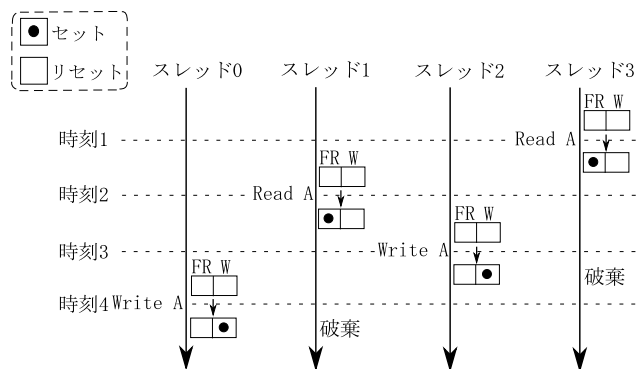 セット
リセット
スレッド0 スレッド1 スレッド2 スレッド3
FR W
時刻1 Read A
FR W
時刻2 Read A
FR W
時刻3 Write A
FR W 破棄
時刻4 Write A
破棄